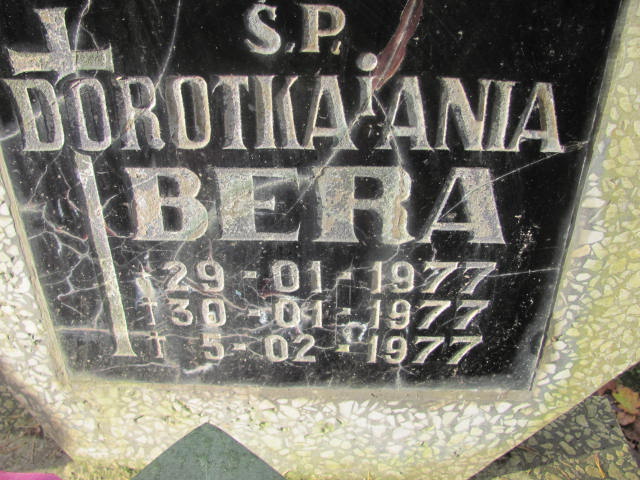 Ś.P.
DOROTKA i ANIA
BERA
* 29-01-1977
† 30-01-1977
† 5-02-1977